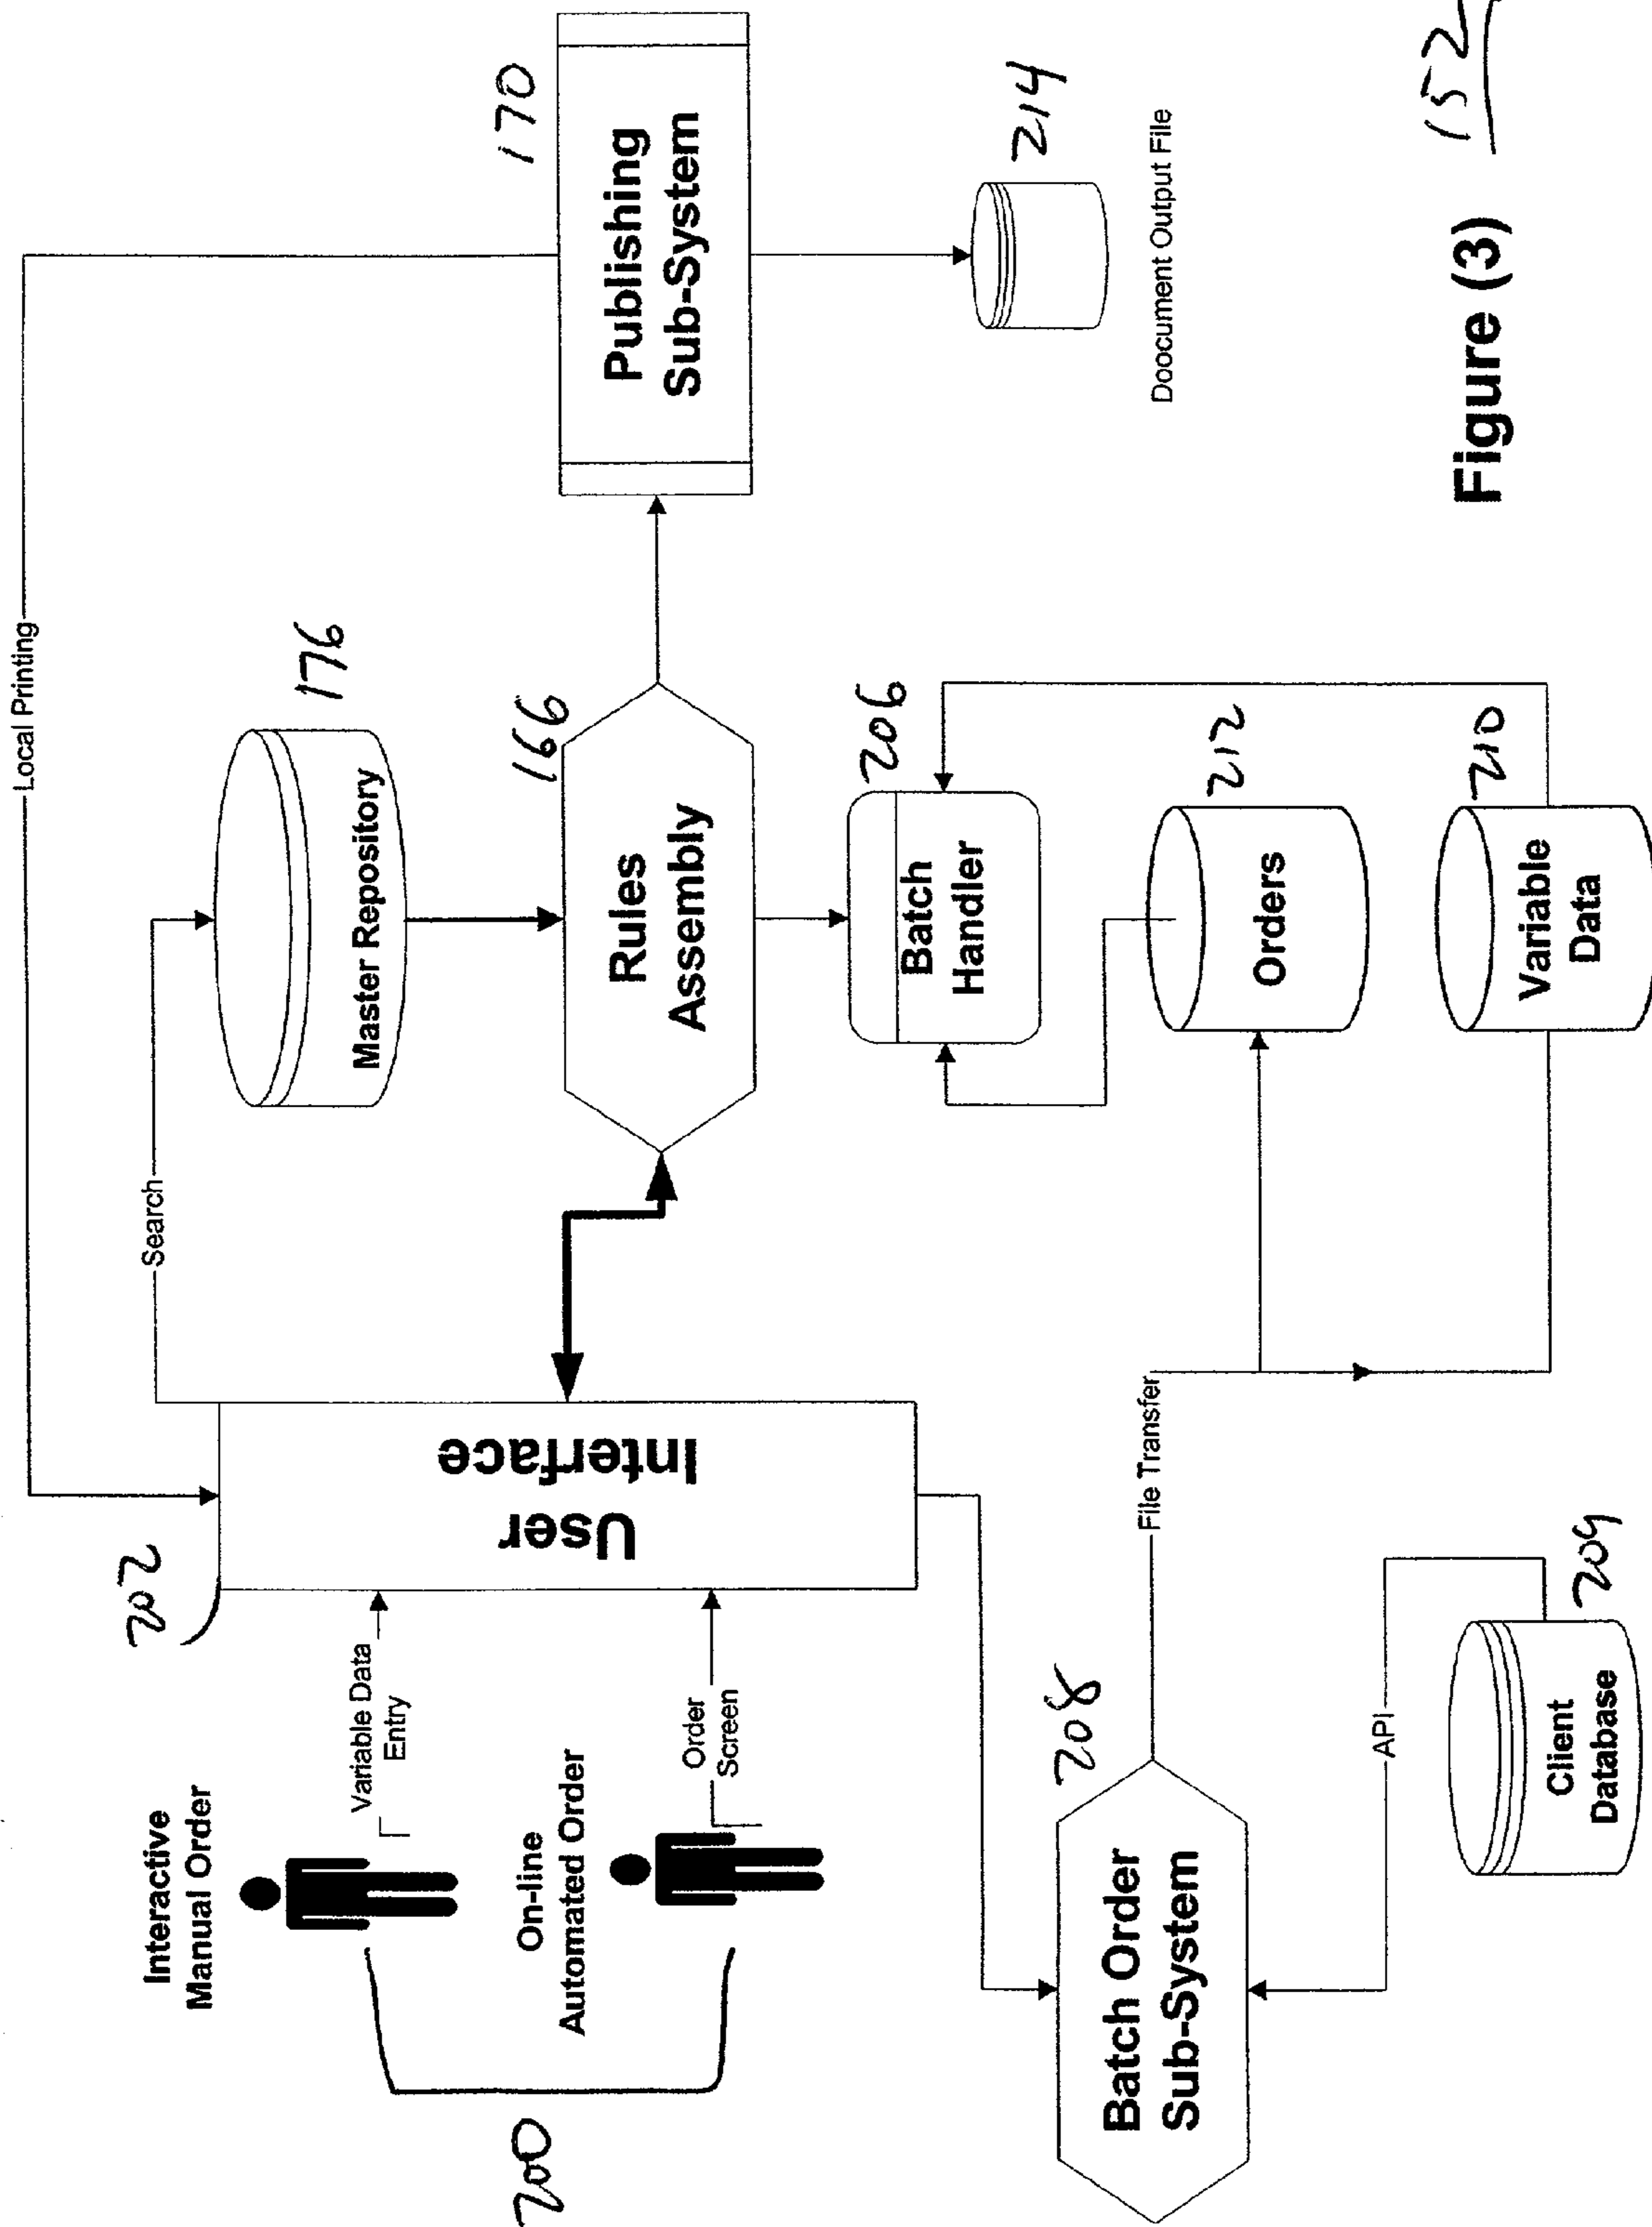 Local Printing
Search
176
Master Repository
170
Publishing
Sub-System
214
Doocument Output File
166
Rules
Assembly
206
Batch
Handler
212
Orders
210
Variable
Data
202
User
Interface
Interactive
Manual Order
Variable Data
Entry
On-line
Automated Order
Order
Screen
200
208
Batch Order
Sub-System
File Transfer
API
209
Client
Database
Figure (3)
152